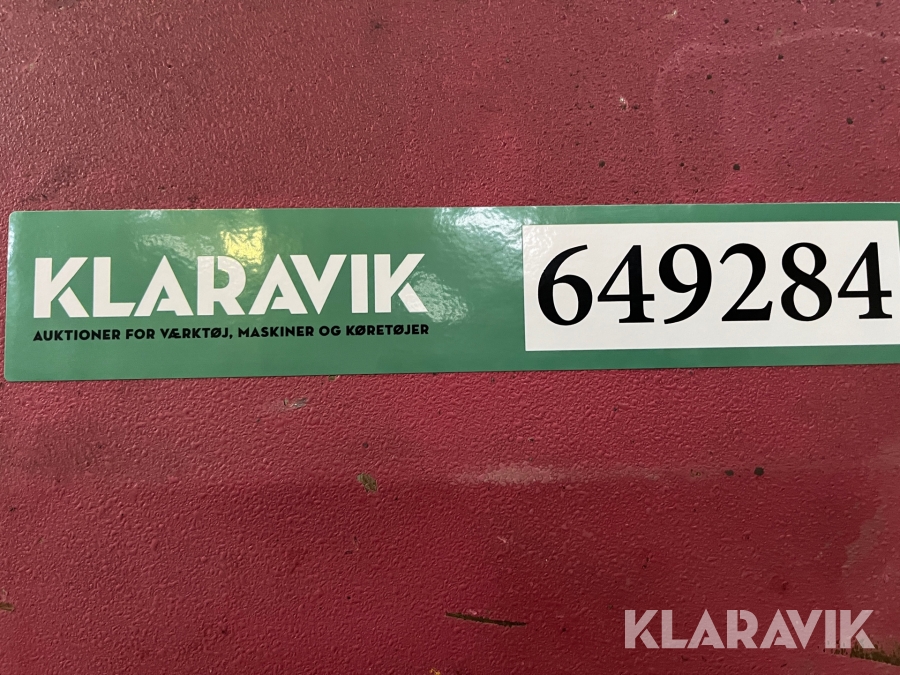 KLARAVIK
AUKTIONER FOR VÆRKTØJ, MASKINER OG KØRETØJER
649284
KLARAVIK